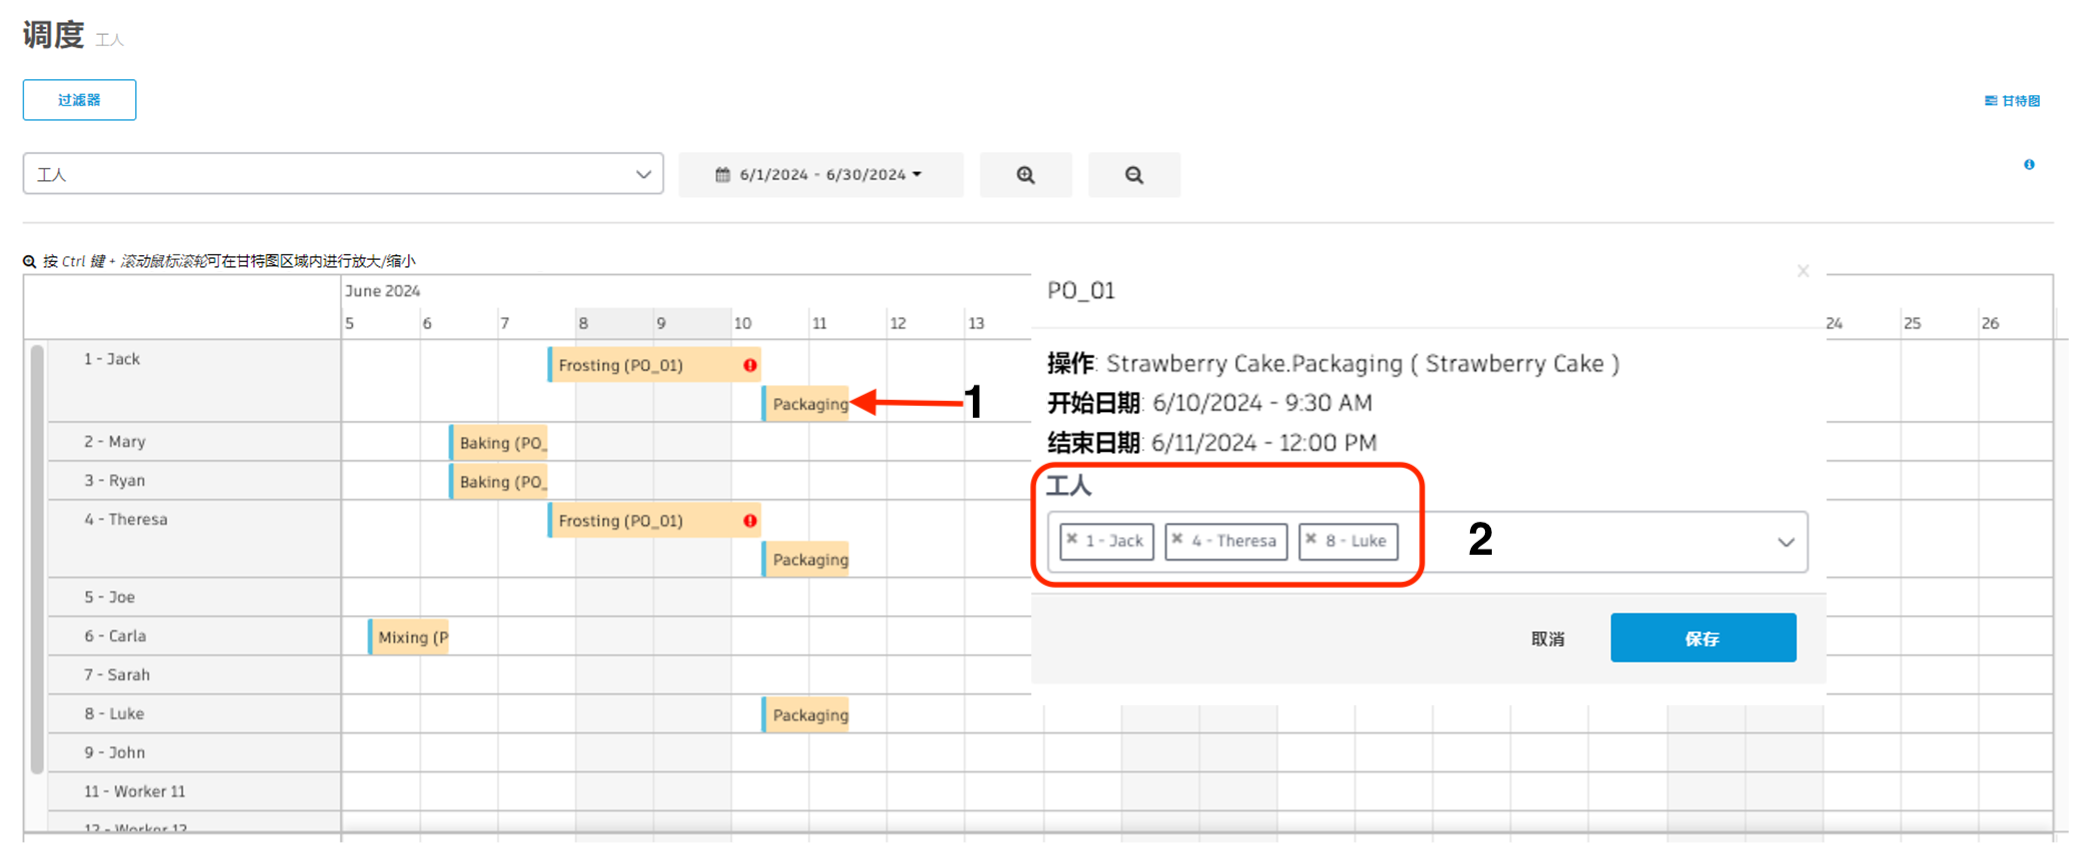 调度 工人
过滤器
甘特图
工人
6/1/2024 - 6/30/2024
按 Ctrl 键 + 滚动鼠标滚轮可在甘特图区域内进行放大/缩小
June 2024
5 6 7 8 9 10 11 12 13 24 25 26
1 - Jack
Frosting (PO_01)
Packaging
1
2 - Mary
Baking (PO_
3 - Ryan
Baking (PO_
4 - Theresa
Frosting (PO_01)
Packaging
5 - Joe
6 - Carla
Mixing (P
7 - Sarah
8 - Luke
Packaging
9 - John
11 - Worker 11
12 - Worker 12
PO_01
操作: Strawberry Cake.Packaging ( Strawberry Cake )
开始日期: 6/10/2024 - 9:30 AM
结束日期: 6/11/2024 - 12:00 PM
工人
× 1 - Jack × 4 - Theresa × 8 - Luke
2
取消 保存